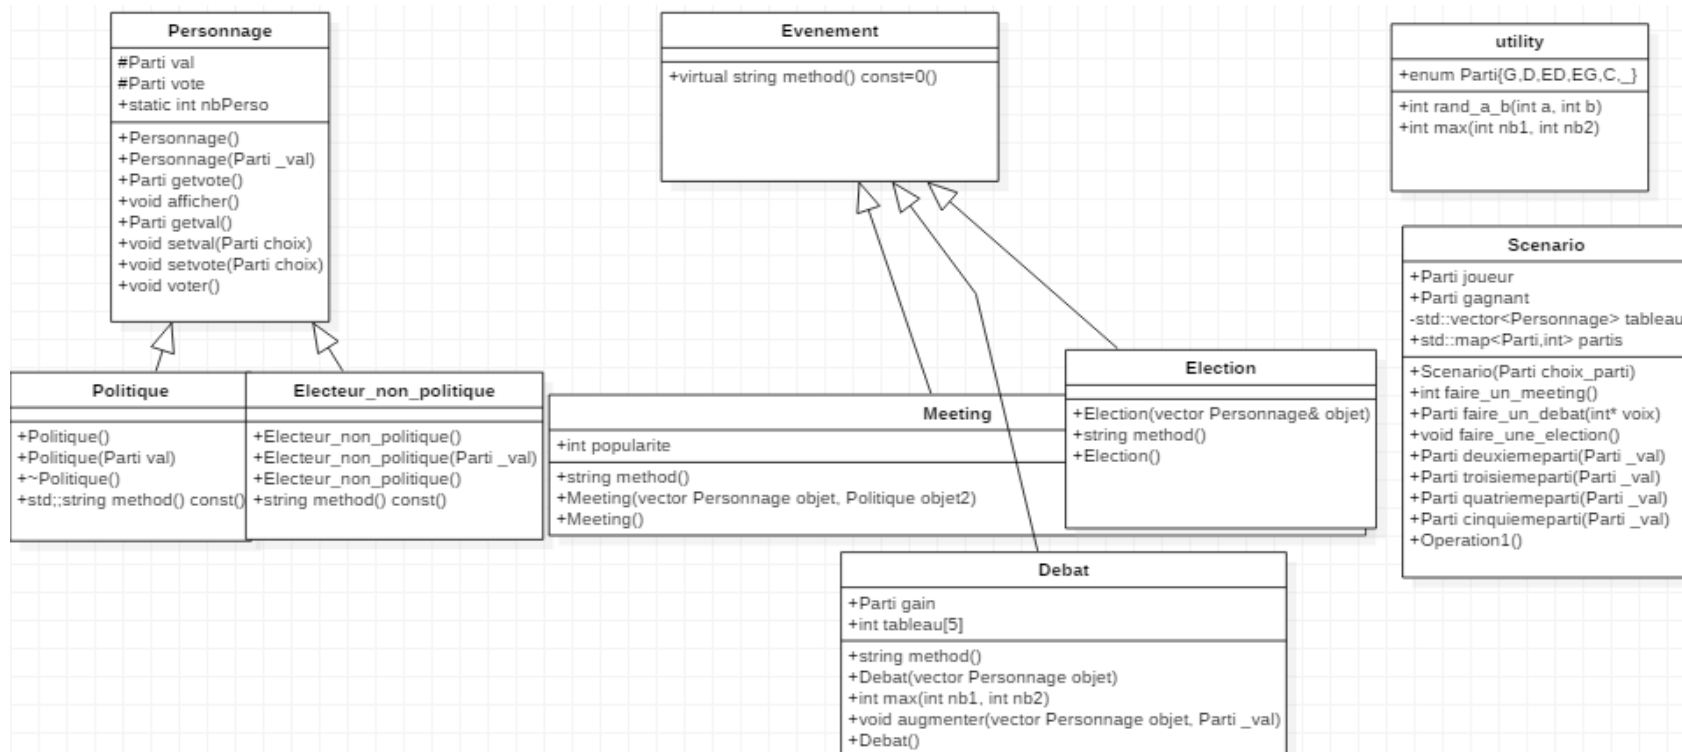 Personnage
#Parti val
#Parti vote
+static int nbPerso
+Personnage()
+Personnage(Parti _val)
+Parti getvote()
+void afficher()
+Parti getval()
+void setval(Parti choix)
+void setvote(Parti choix)
+void voter()
Evenement
+virtual string method() const=0()
utility
+enum Parti{G,D,ED,EG,C,_}
+int rand_a_b(int a, int b)
+int max(int nb1, int nb2)
Scenario
+Parti joueur
+Parti gagnant
-std::vector<Personnage> tableau
+std::map<Parti,int> partis
+Scenario(Parti choix_parti)
+int faire_un_meeting()
+Parti faire_un_debat(int* voix)
+void faire_une_election()
+Parti deuxiemeparti(Parti _val)
+Parti troisiemeparti(Parti _val)
+Parti quatriemeparti(Parti _val)
+Parti cinquiemeparti(Parti _val)
+Operation1()
Politique
+Politique()
+Politique(Parti val)
+~Politique()
+std;;string method() const()
Electeur_non_politique
+Electeur_non_politique()
+Electeur_non_politique(Parti _val)
+Electeur_non_politique()
+string method() const()
Meeting
+int popularite
+string method()
+Meeting(vector Personnage objet, Politique objet2)
+Meeting()
Election
+Election(vector Personnage& objet)
+string method()
+Election()
Debat
+Parti gain
+int tableau[5]
+string method()
+Debat(vector Personnage objet)
+int max(int nb1, int nb2)
+void augmenter(vector Personnage objet, Parti _val)
+Debat()